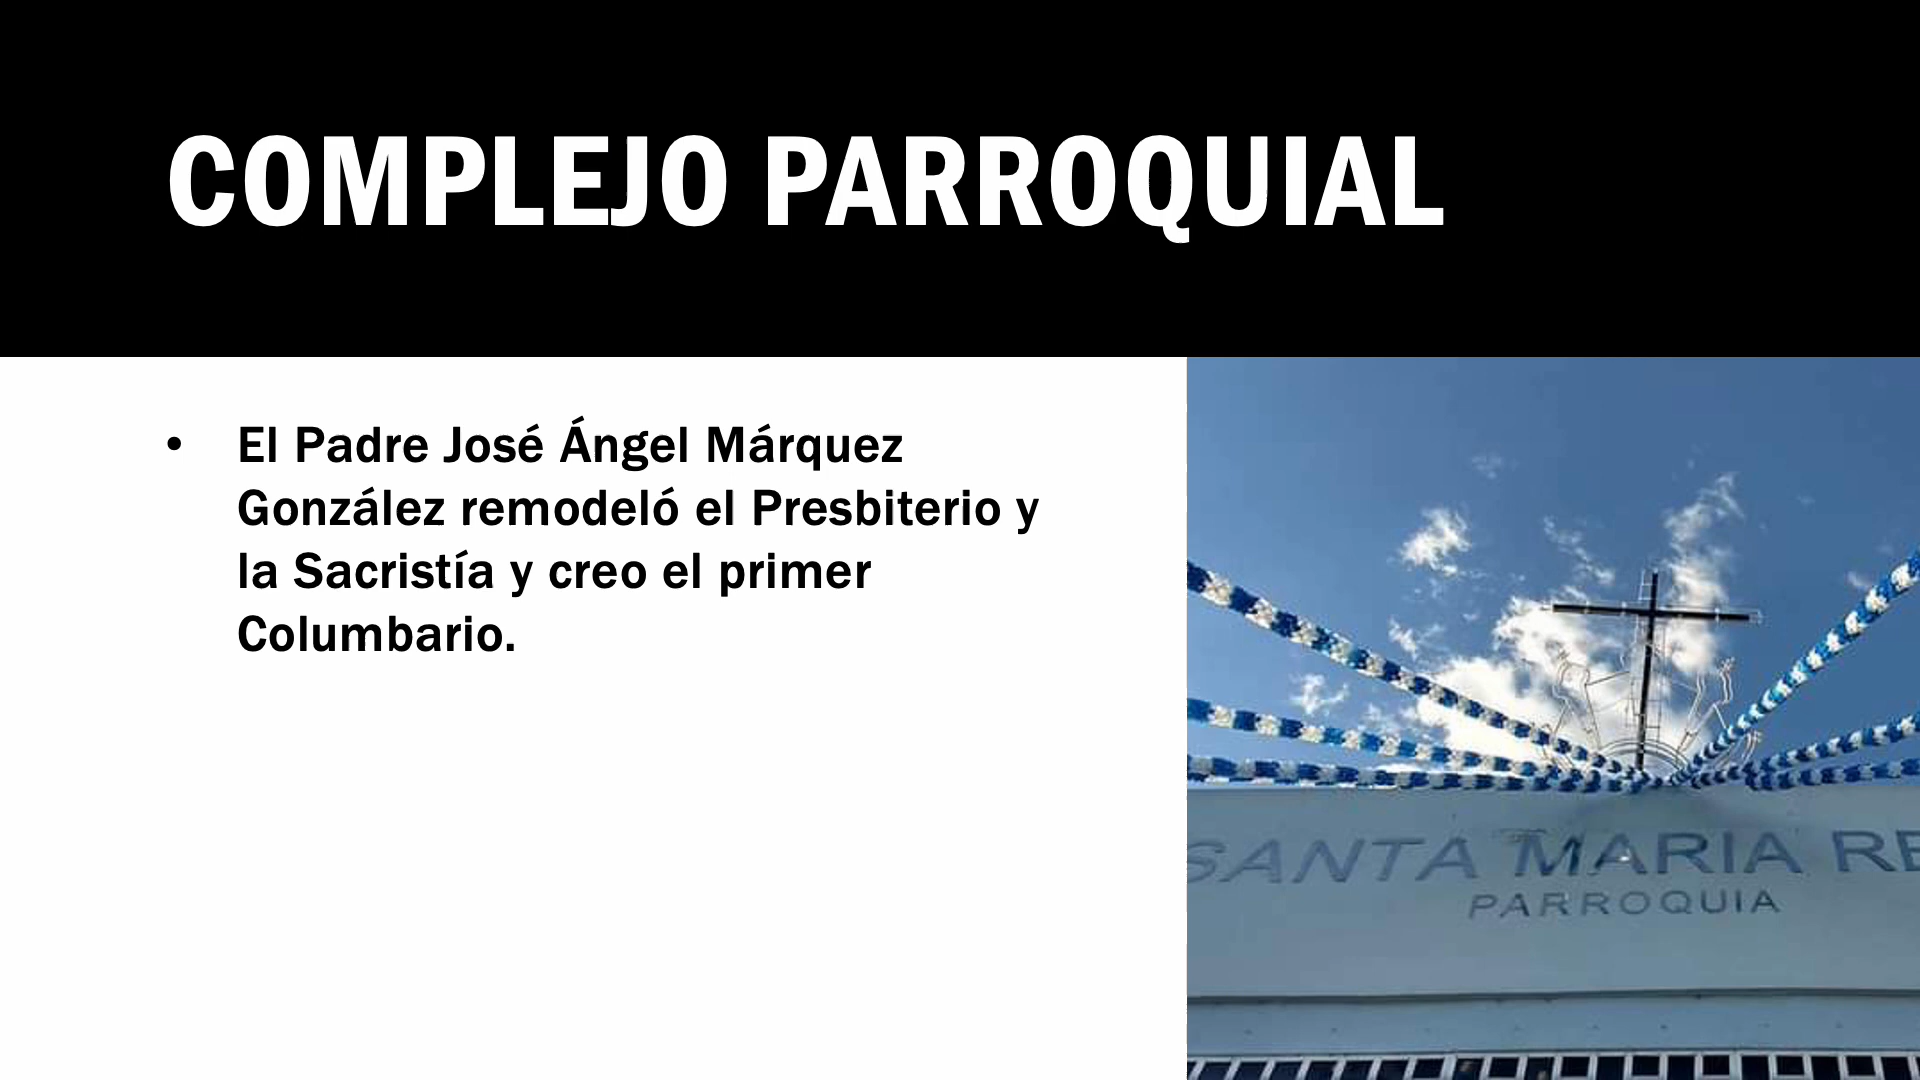 COMPLEJO PARROQUIAL
• El Padre José Ángel Márquez
González remodeló el Presbiterio y
la Sacristía y creo el primer
Columbario.
SANTA MARIA RE
PARROQUIA